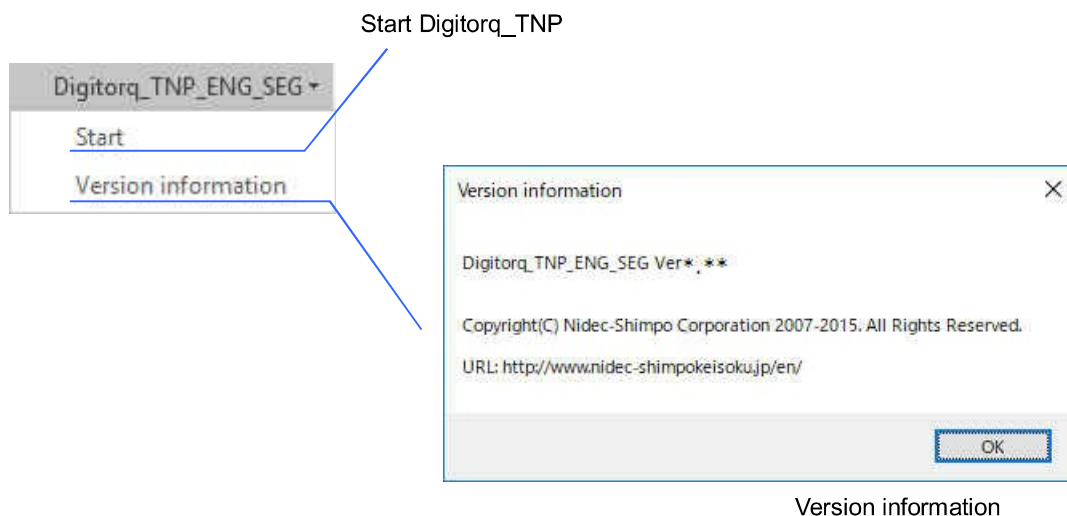 Start Digitorq_TNP
Digitorq_TNP_ENG_SEG
Start
Version information
Version information
Digitorq_TNP_ENG_SEG Ver*.**
Copyright(C) Nidec-Shimpo Corporation 2007-2015. All Rights Reserved.
URL: http://www.nidec-shimpokeisoku.jp/en/
OK
Version information